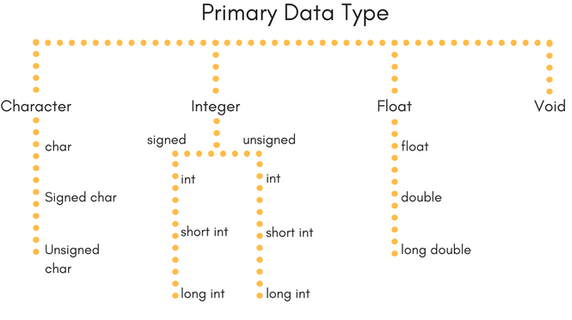 Primary Data Type
Character
Integer
Float
Void
char
Signed char
Unsigned
char
signed
unsigned
int
short int
long int
int
short int
long int
float
double
long double